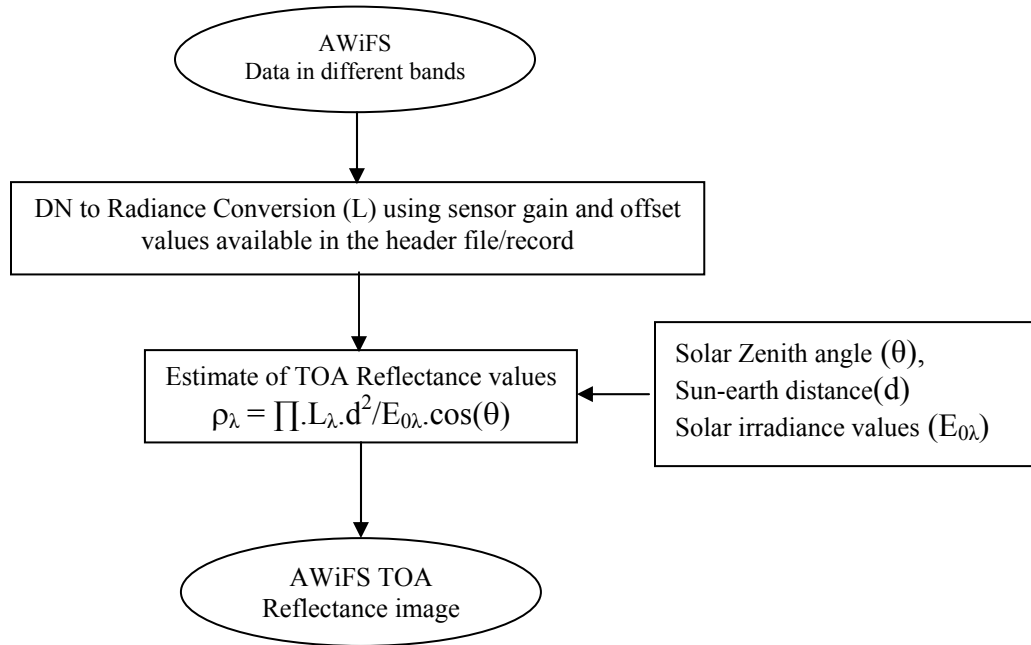 AWiFS
Data in different bands
DN to Radiance Conversion (L) using sensor gain and offset
values available in the header file/record
Estimate of TOA Reflectance values
ρλ = ∏.Lλ.d²/E₀λ.cos(θ)
Solar Zenith angle (θ),
Sun-earth distance(d)
Solar irradiance values (E₀λ)
AWiFS TOA
Reflectance image